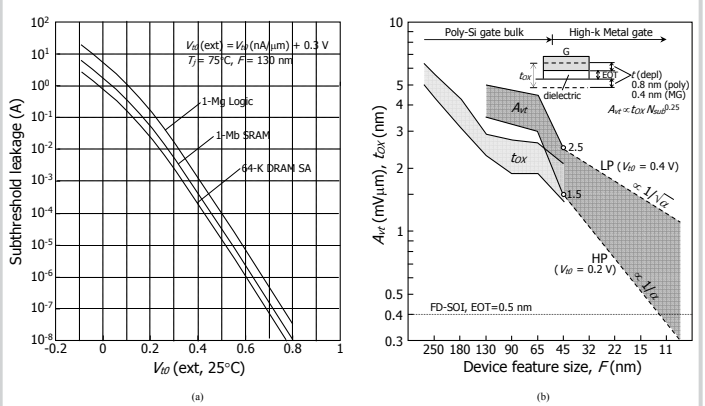 10²
10¹
10⁰
10⁻¹
10⁻²
10⁻³
10⁻⁴
10⁻⁵
10⁻⁶
10⁻⁷
10⁻⁸
Subthreshold leakage (A)
Vt0 (ext) = Vt0 (nA/μm) + 0.3 V
Tj = 75°C, F = 130 nm
1-Mg Logic
1-Mb SRAM
64-K DRAM SA
-0.2 0 0.2 0.4 0.6 0.8 1
Vt0 (ext, 25°C)
(a)
10
5
4
3
2
1
0.5
0.4
0.3
Avt (mVμm), tOX (nm)
Poly-Si gate bulk
High-k Metal gate
G
tOX
EOT
dielectric
t (depl)
0.8 nm (poly)
0.4 nm (MG)
Avt ∝ tOX Nsub^0.25
Avt
tOX
2.5
1.5
LP (Vt0 = 0.4 V)
∝ 1/√α
HP
(Vt0 = 0.2 V)
∝ 1/α
FD-SOI, EOT=0.5 nm
250 180 130 90 65 45 32 22 15 11
Device feature size, F (nm)
(b)